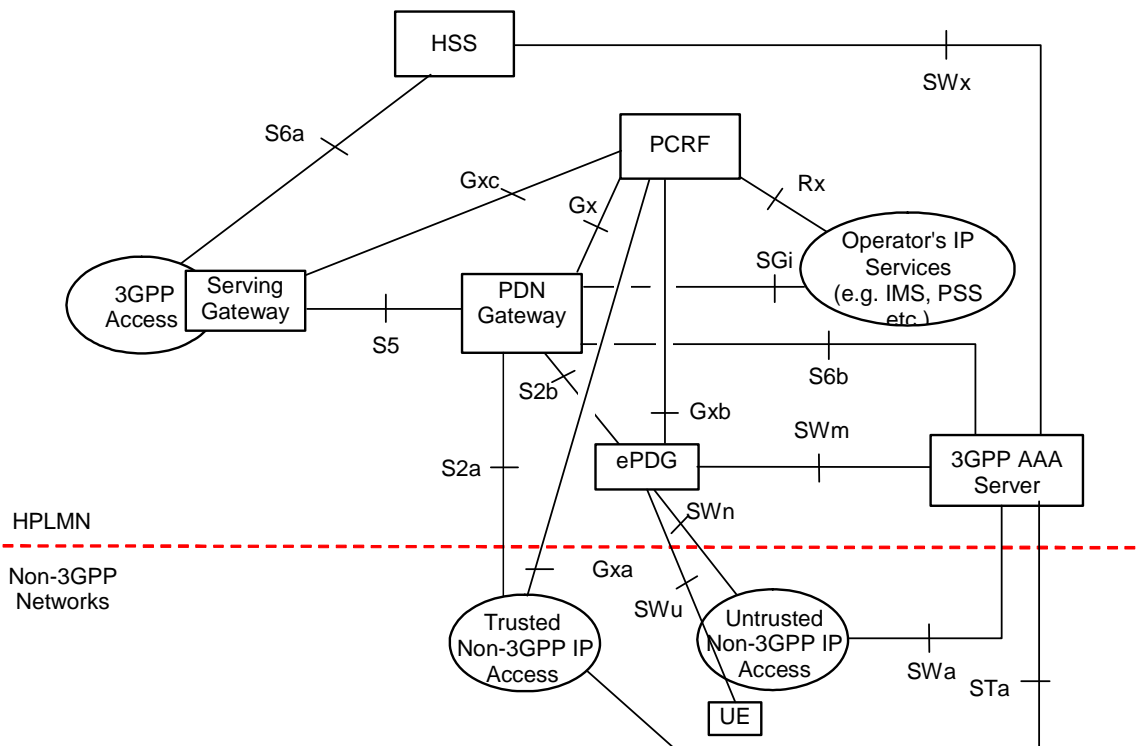 HSS
SWx
S6a
PCRF
Gxc
Rx
Gx
Operator's IP
Services
(e.g. IMS, PSS
etc.)
SGi
3GPP
Access
Serving
Gateway
PDN
Gateway
S5
S6b
S2b
Gxb
SWm
ePDG
3GPP AAA
Server
S2a
SWn
HPLMN
Non-3GPP
Networks
Gxa
SWu
Trusted
Non-3GPP IP
Access
Untrusted
Non-3GPP IP
Access
SWa
STa
UE